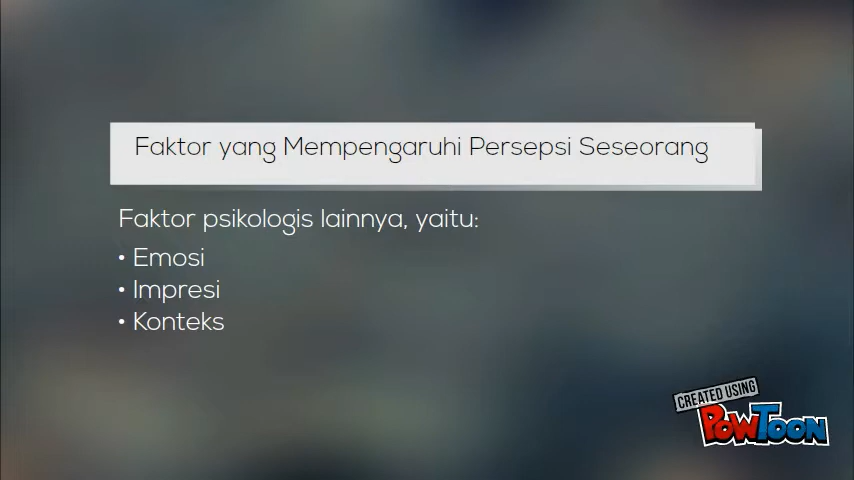 Faktor yang Mempengaruhi Persepsi Seseorang
Faktor psikologis lainnya, yaitu:
• Emosi
• Impresi
• Konteks
CREATED USING
POWTOON